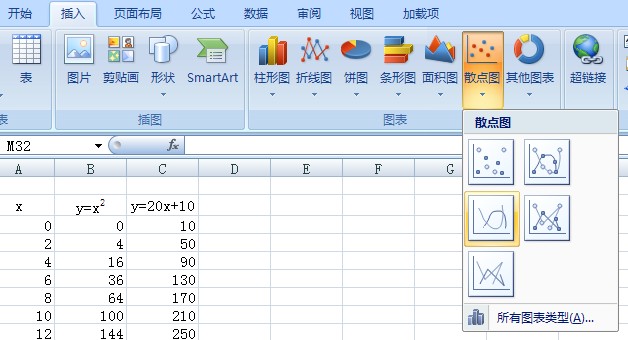 开始 插入 页面布局 公式 数据 审阅 视图 加载项
表 图片 剪贴画 形状 SmartArt 柱形图 折线图 饼图 条形图 面积图 散点图 其他图表 超链接
表 插图 图表
M32 fx
散点图
A B C D E F G
x y=x² y=20x+10
0 0 10
2 4 50
4 16 90
6 36 130
8 64 170
10 100 210
12 144 250
所有图表类型(A)...